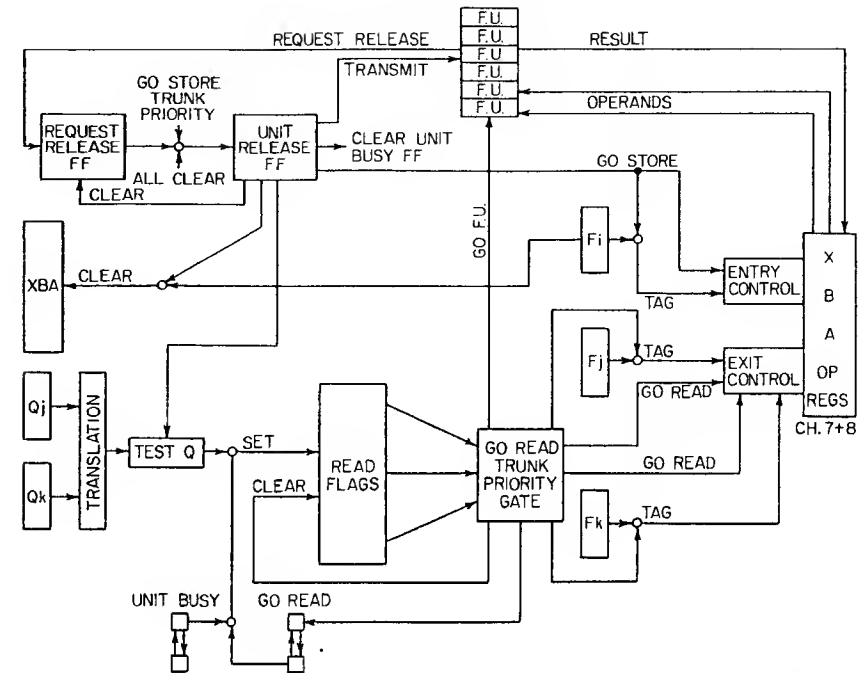 F.U.
F.U.
F.U
F.U.
F.U.
F.U.
REQUEST RELEASE
RESULT
TRANSMIT
OPERANDS
GO STORE
TRUNK
PRIORITY
REQUEST
RELEASE
FF
UNIT
RELEASE
FF
CLEAR UNIT
BUSY FF
ALL CLEAR
CLEAR
GO STORE
GO F.U.
Fi
XBA
CLEAR
TAG
ENTRY
CONTROL
X
B
A
OP
REGS
CH. 7+8
Fj
TAG
EXIT
CONTROL
GO READ
Qj
Qk
TRANSLATION
TEST Q
SET
CLEAR
READ
FLAGS
GO READ
TRUNK
PRIORITY
GATE
GO READ
Fk
TAG
UNIT BUSY
GO READ